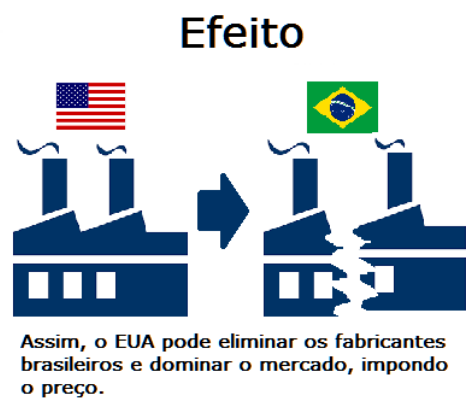 Efeito
Assim, o EUA pode eliminar os fabricantes
brasileiros e dominar o mercado, impondo
o preço.